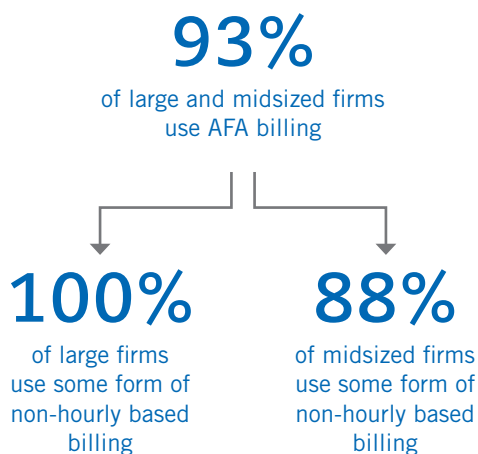 93%
of large and midsized firms
use AFA billing
100%
of large firms
use some form of
non-hourly based
billing
88%
of midsized firms
use some form of
non-hourly based
billing